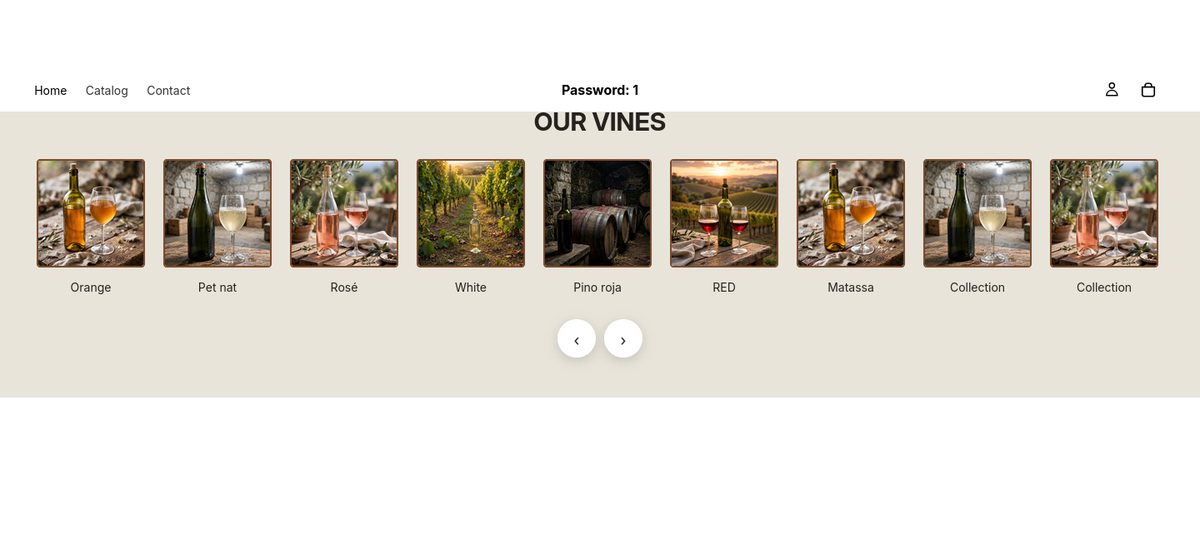 Home Catalog Contact Password: 1
OUR VINES
Orange Pet nat Rosé White Pino roja RED Matassa Collection Collection
‹ ›